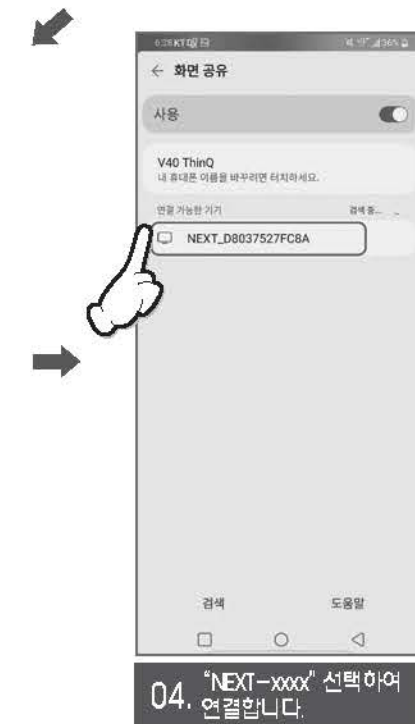 ← 화면 공유
사용
V40 ThinQ
내 휴대폰 이름을 바꾸려면 터치하세요.
연결 가능한 기기 검색 중...
NEXT_D8037527FC8A
검색 도움말
04. "NEXT-xxxx" 선택하여
연결합니다.